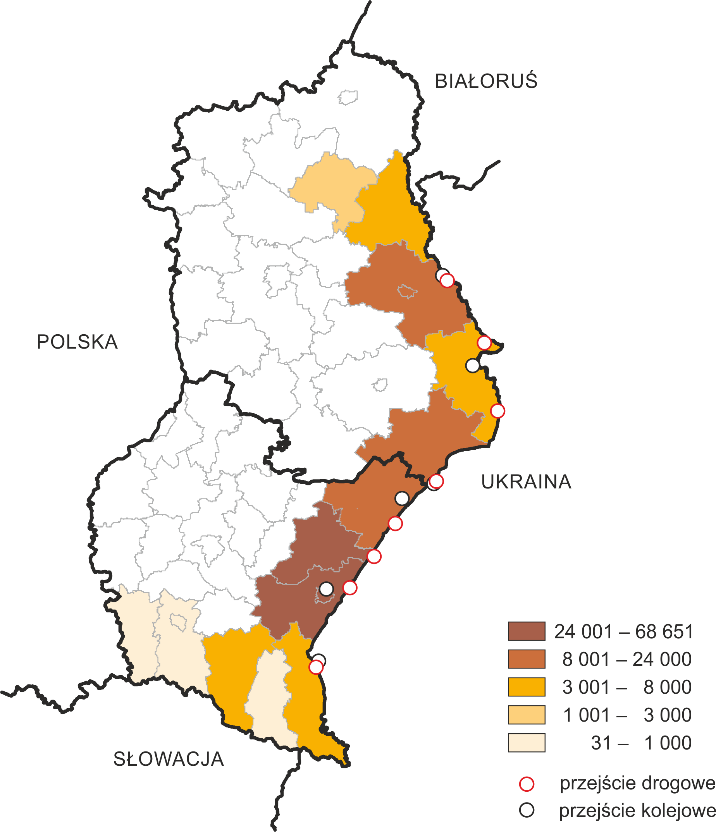 BIAŁORUŚ
POLSKA
UKRAINA
24 001 – 68 651
8 001 – 24 000
3 001 – 8 000
1 001 – 3 000
31 – 1 000
SŁOWACJA
przejście drogowe
przejście kolejowe